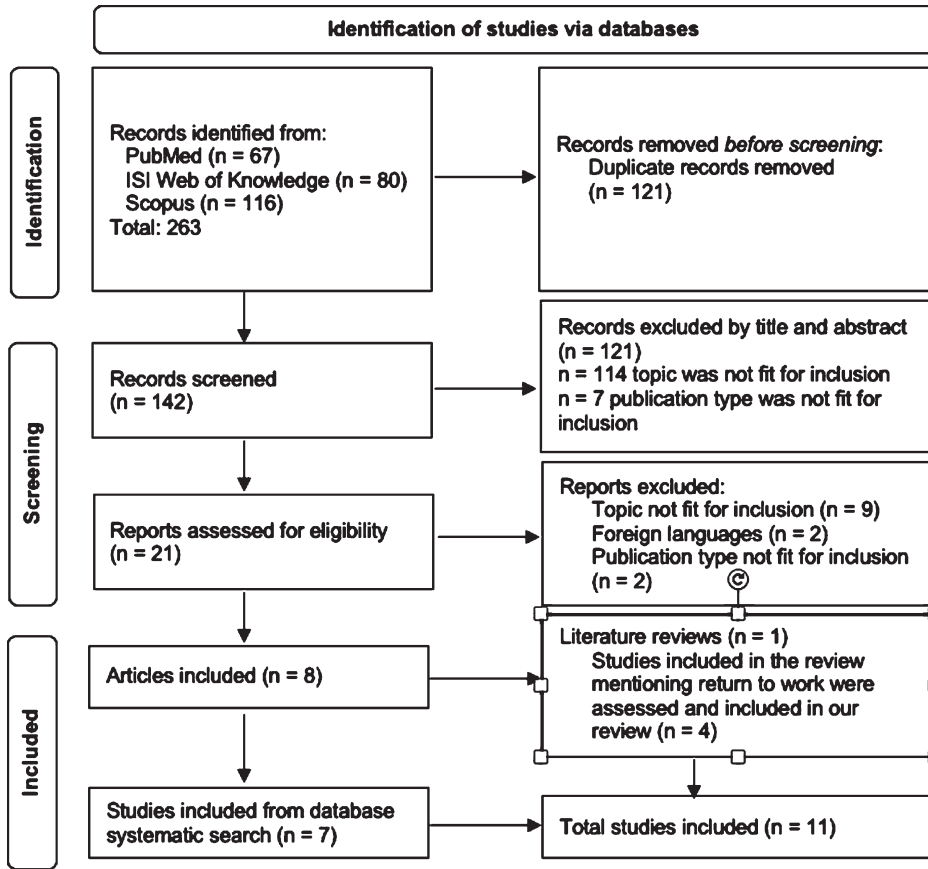 Identification of studies via databases
Identification
Records identified from:
PubMed (n = 67)
ISI Web of Knowledge (n = 80)
Scopus (n = 116)
Total: 263
Records removed before screening:
Duplicate records removed
(n = 121)
Screening
Records screened
(n = 142)
Records excluded by title and abstract
(n = 121)
n = 114 topic was not fit for inclusion
n = 7 publication type was not fit for
inclusion
Reports assessed for eligibility
(n = 21)
Reports excluded:
Topic not fit for inclusion (n = 9)
Foreign languages (n = 2)
Publication type not fit for inclusion
(n = 2)
Included
Articles included (n = 8)
Literature reviews (n = 1)
Studies included in the review
mentioning return to work were
assessed and included in our
review (n = 4)
Studies included from database
systematic search (n = 7)
Total studies included (n = 11)